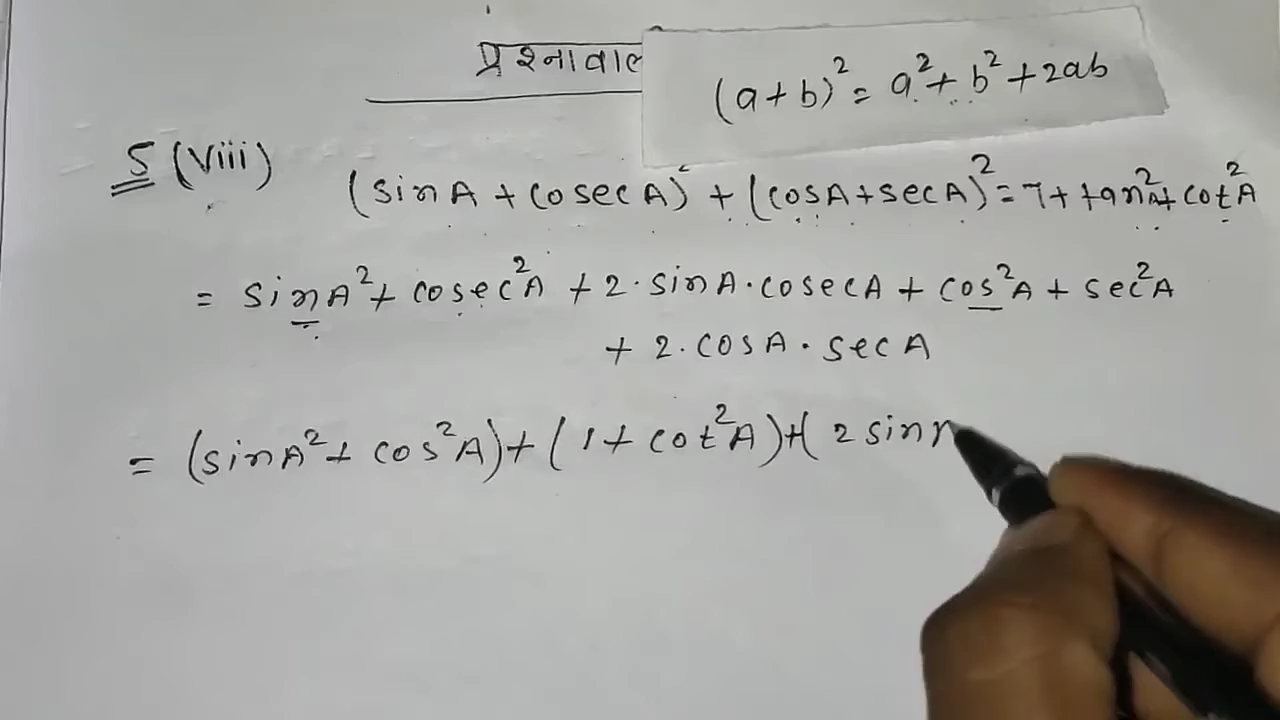 प्रश्नावल
(a+b)² = a² + b² + 2ab
5 (viii) (sinA + cosecA)² + (cosA+secA)² = 7+ tan²A + cot²A
= sinA² + cosec²A + 2·sinA·cosecA + cos²A + sec²A
+ 2·cosA·secA
= (sinA² + cos²A) + (1 + cot²A) + ( 2 sin